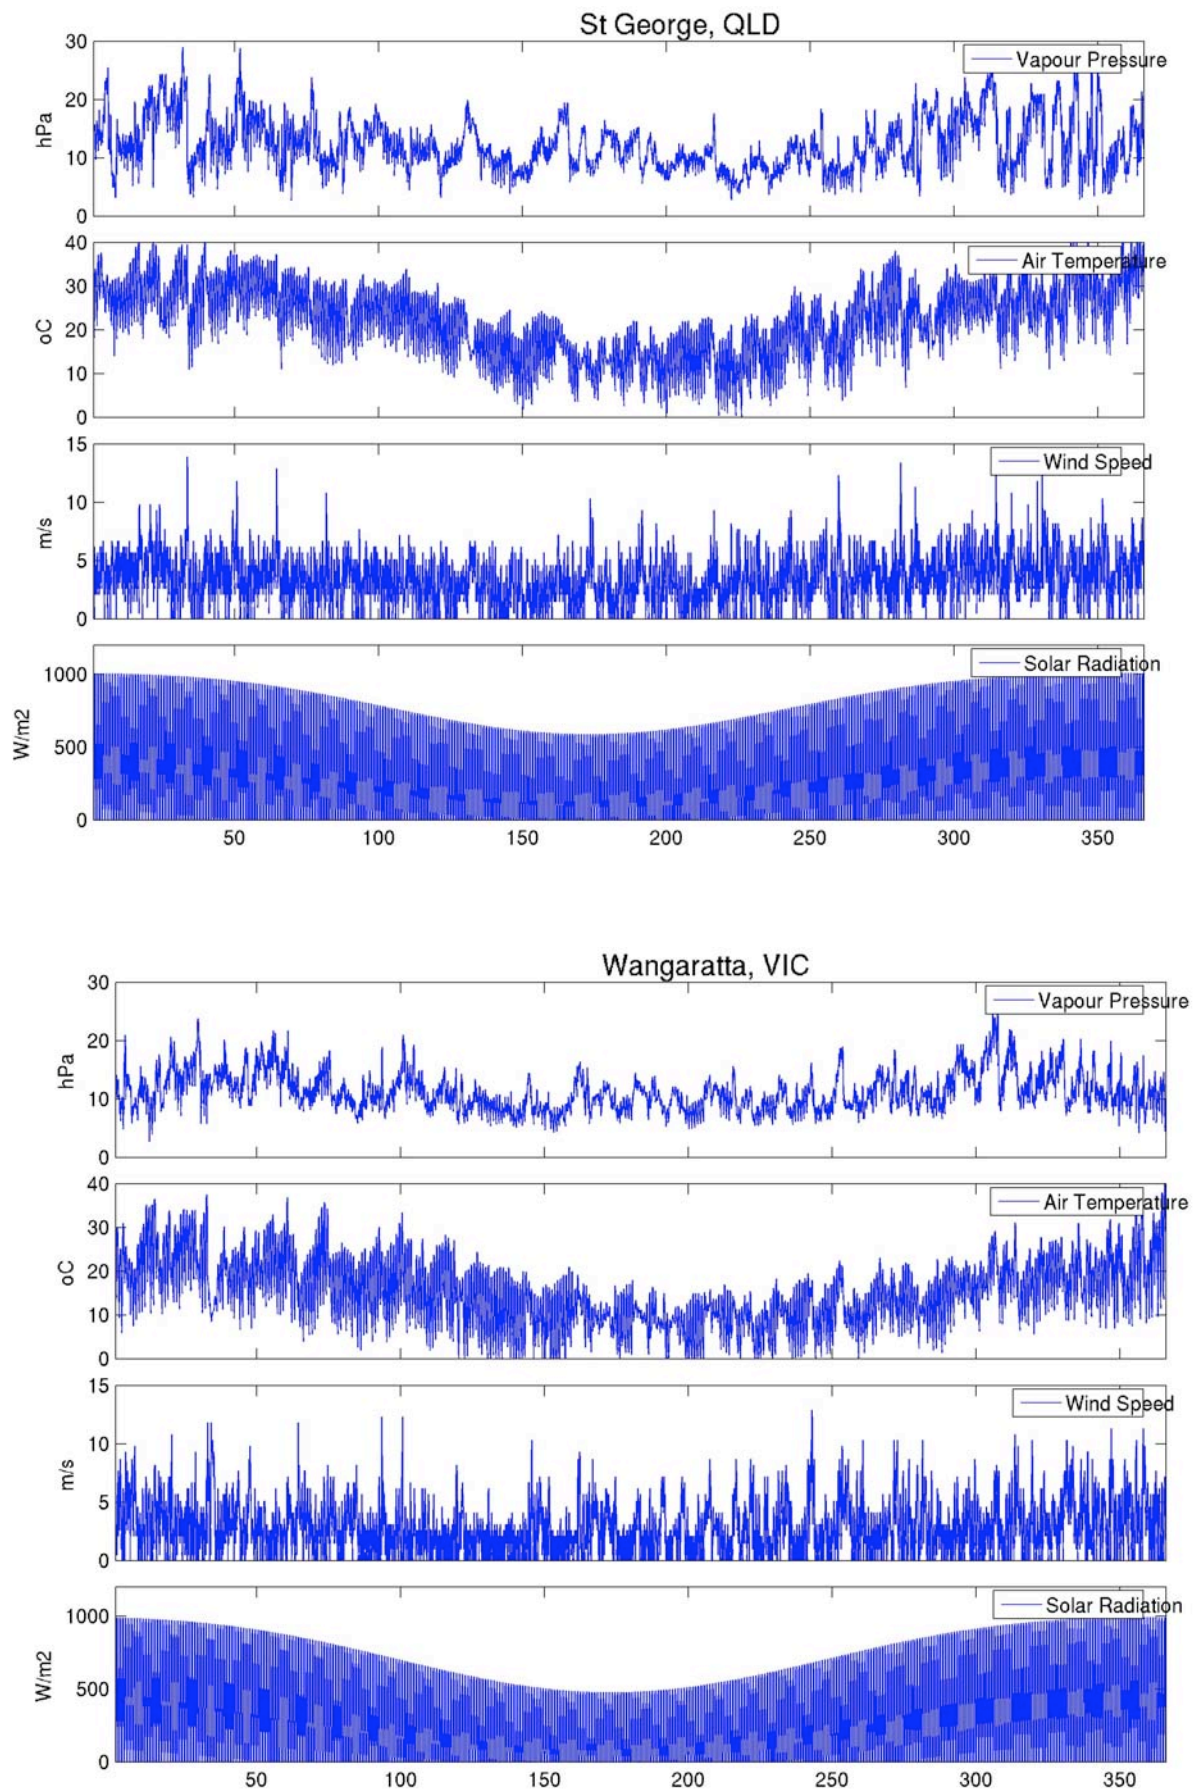 St George, QLD
30
20
10
0
hPa
Vapour Pressure
40
30
20
10
0
oC
Air Temperature
15
10
5
0
m/s
Wind Speed
1000
500
0
W/m2
Solar Radiation
50 100 150 200 250 300 350
Wangaratta, VIC
30
20
10
0
hPa
Vapour Pressure
40
30
20
10
0
oC
Air Temperature
15
10
5
0
m/s
Wind Speed
1000
500
0
W/m2
Solar Radiation
50 100 150 200 250 300 350